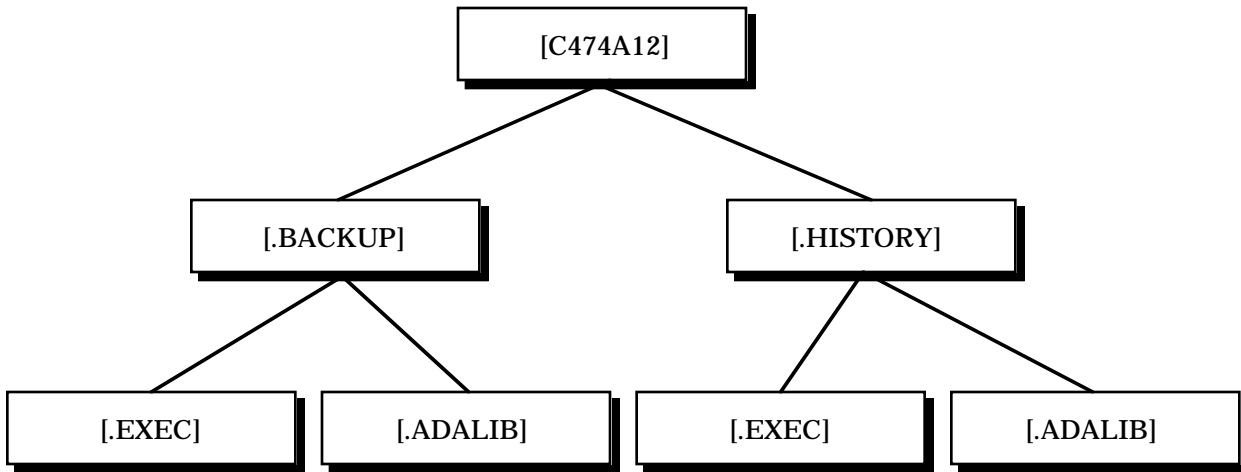 [C474A12]
[.BACKUP]
[.HISTORY]
[.EXEC]
[.ADALIB]
[.EXEC]
[.ADALIB]